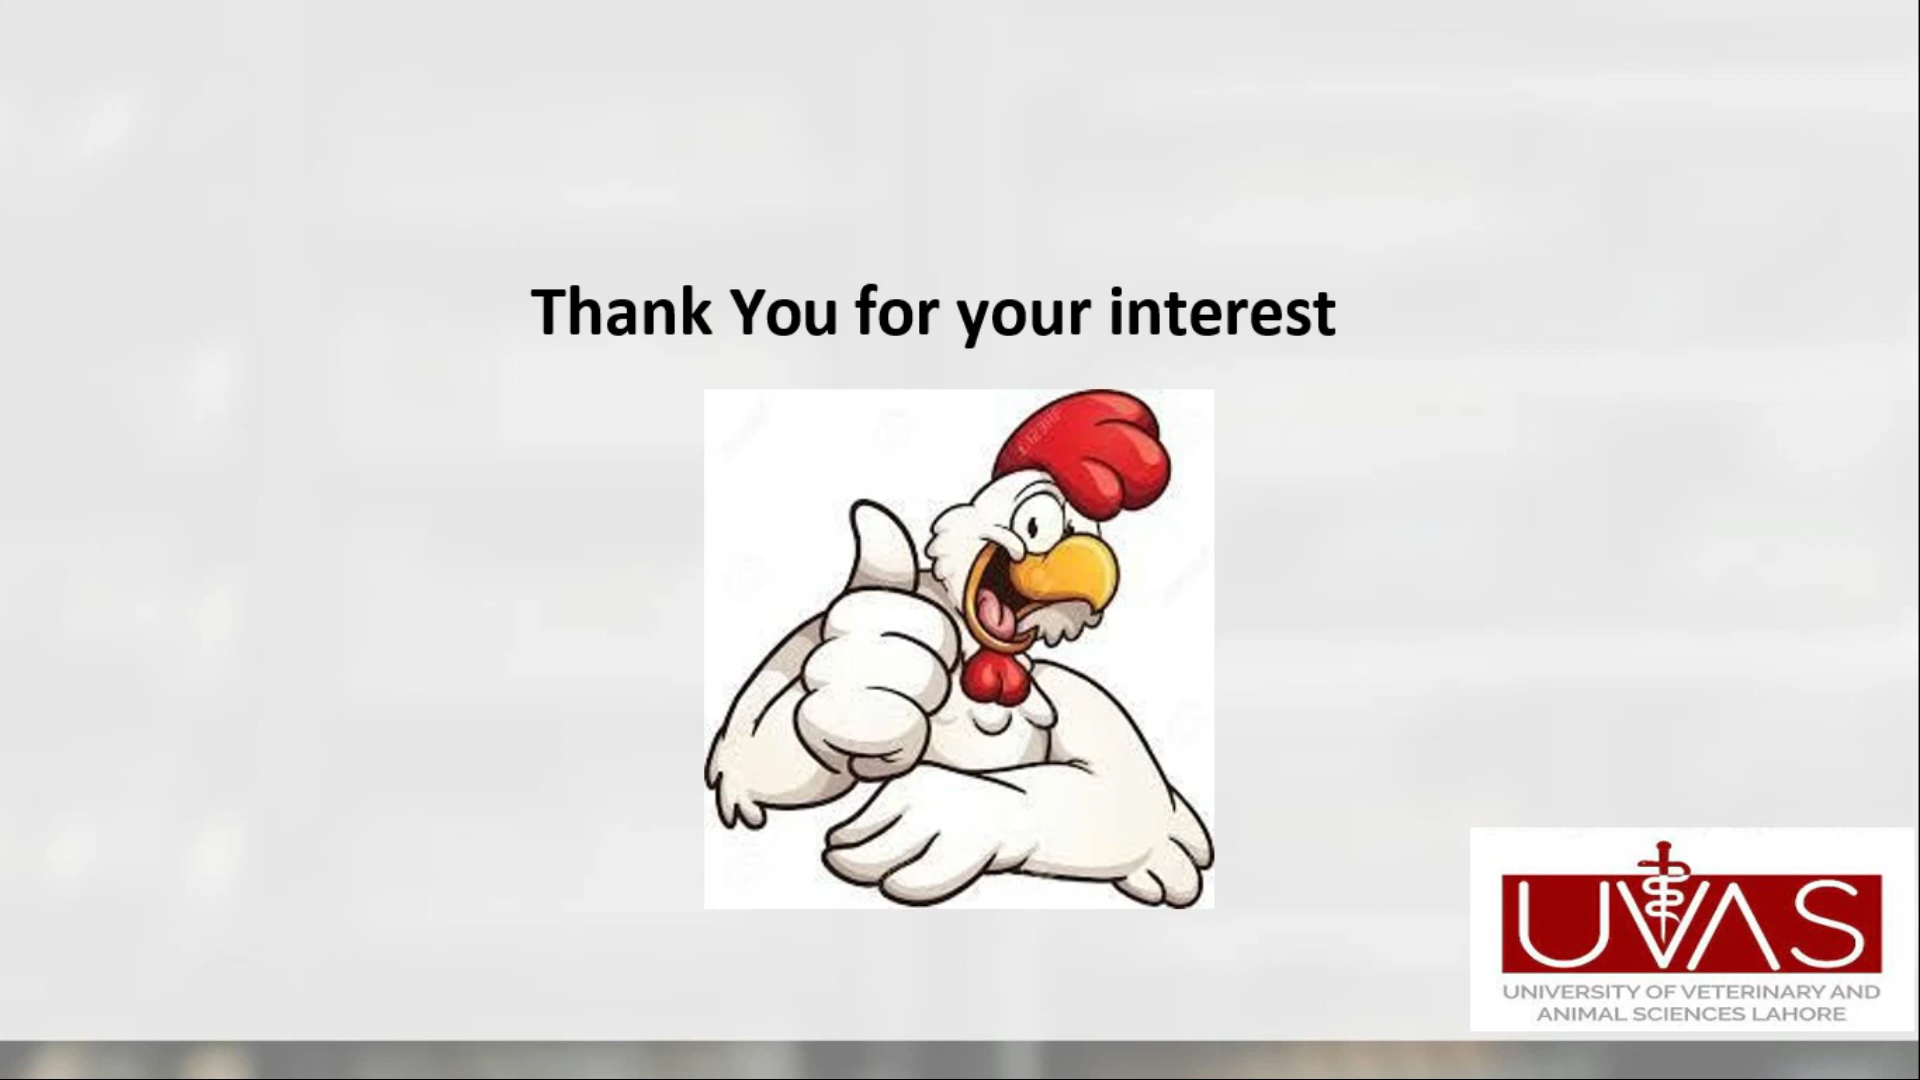 Thank You for your interest
UVAS
UNIVERSITY OF VETERINARY AND
ANIMAL SCIENCES LAHORE